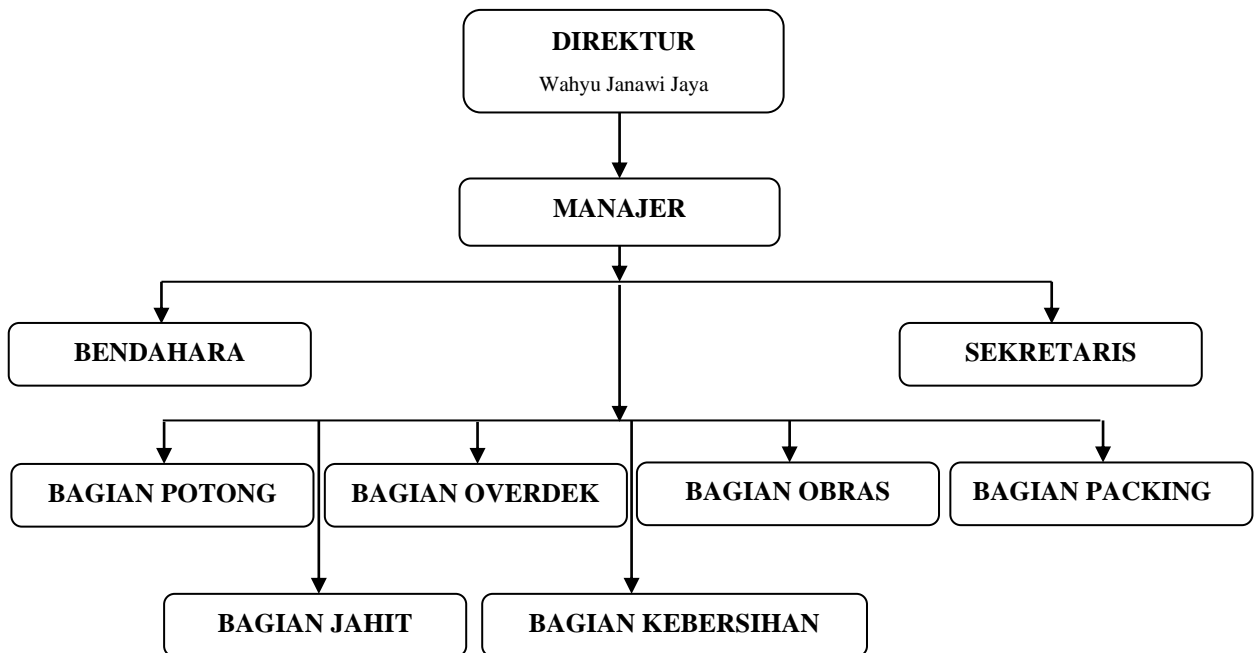 DIREKTUR
Wahyu Janawi Jaya
MANAJER
BENDAHARA
SEKRETARIS
BAGIAN POTONG
BAGIAN OVERDEK
BAGIAN OBRAS
BAGIAN PACKING
BAGIAN JAHIT
BAGIAN KEBERSIHAN